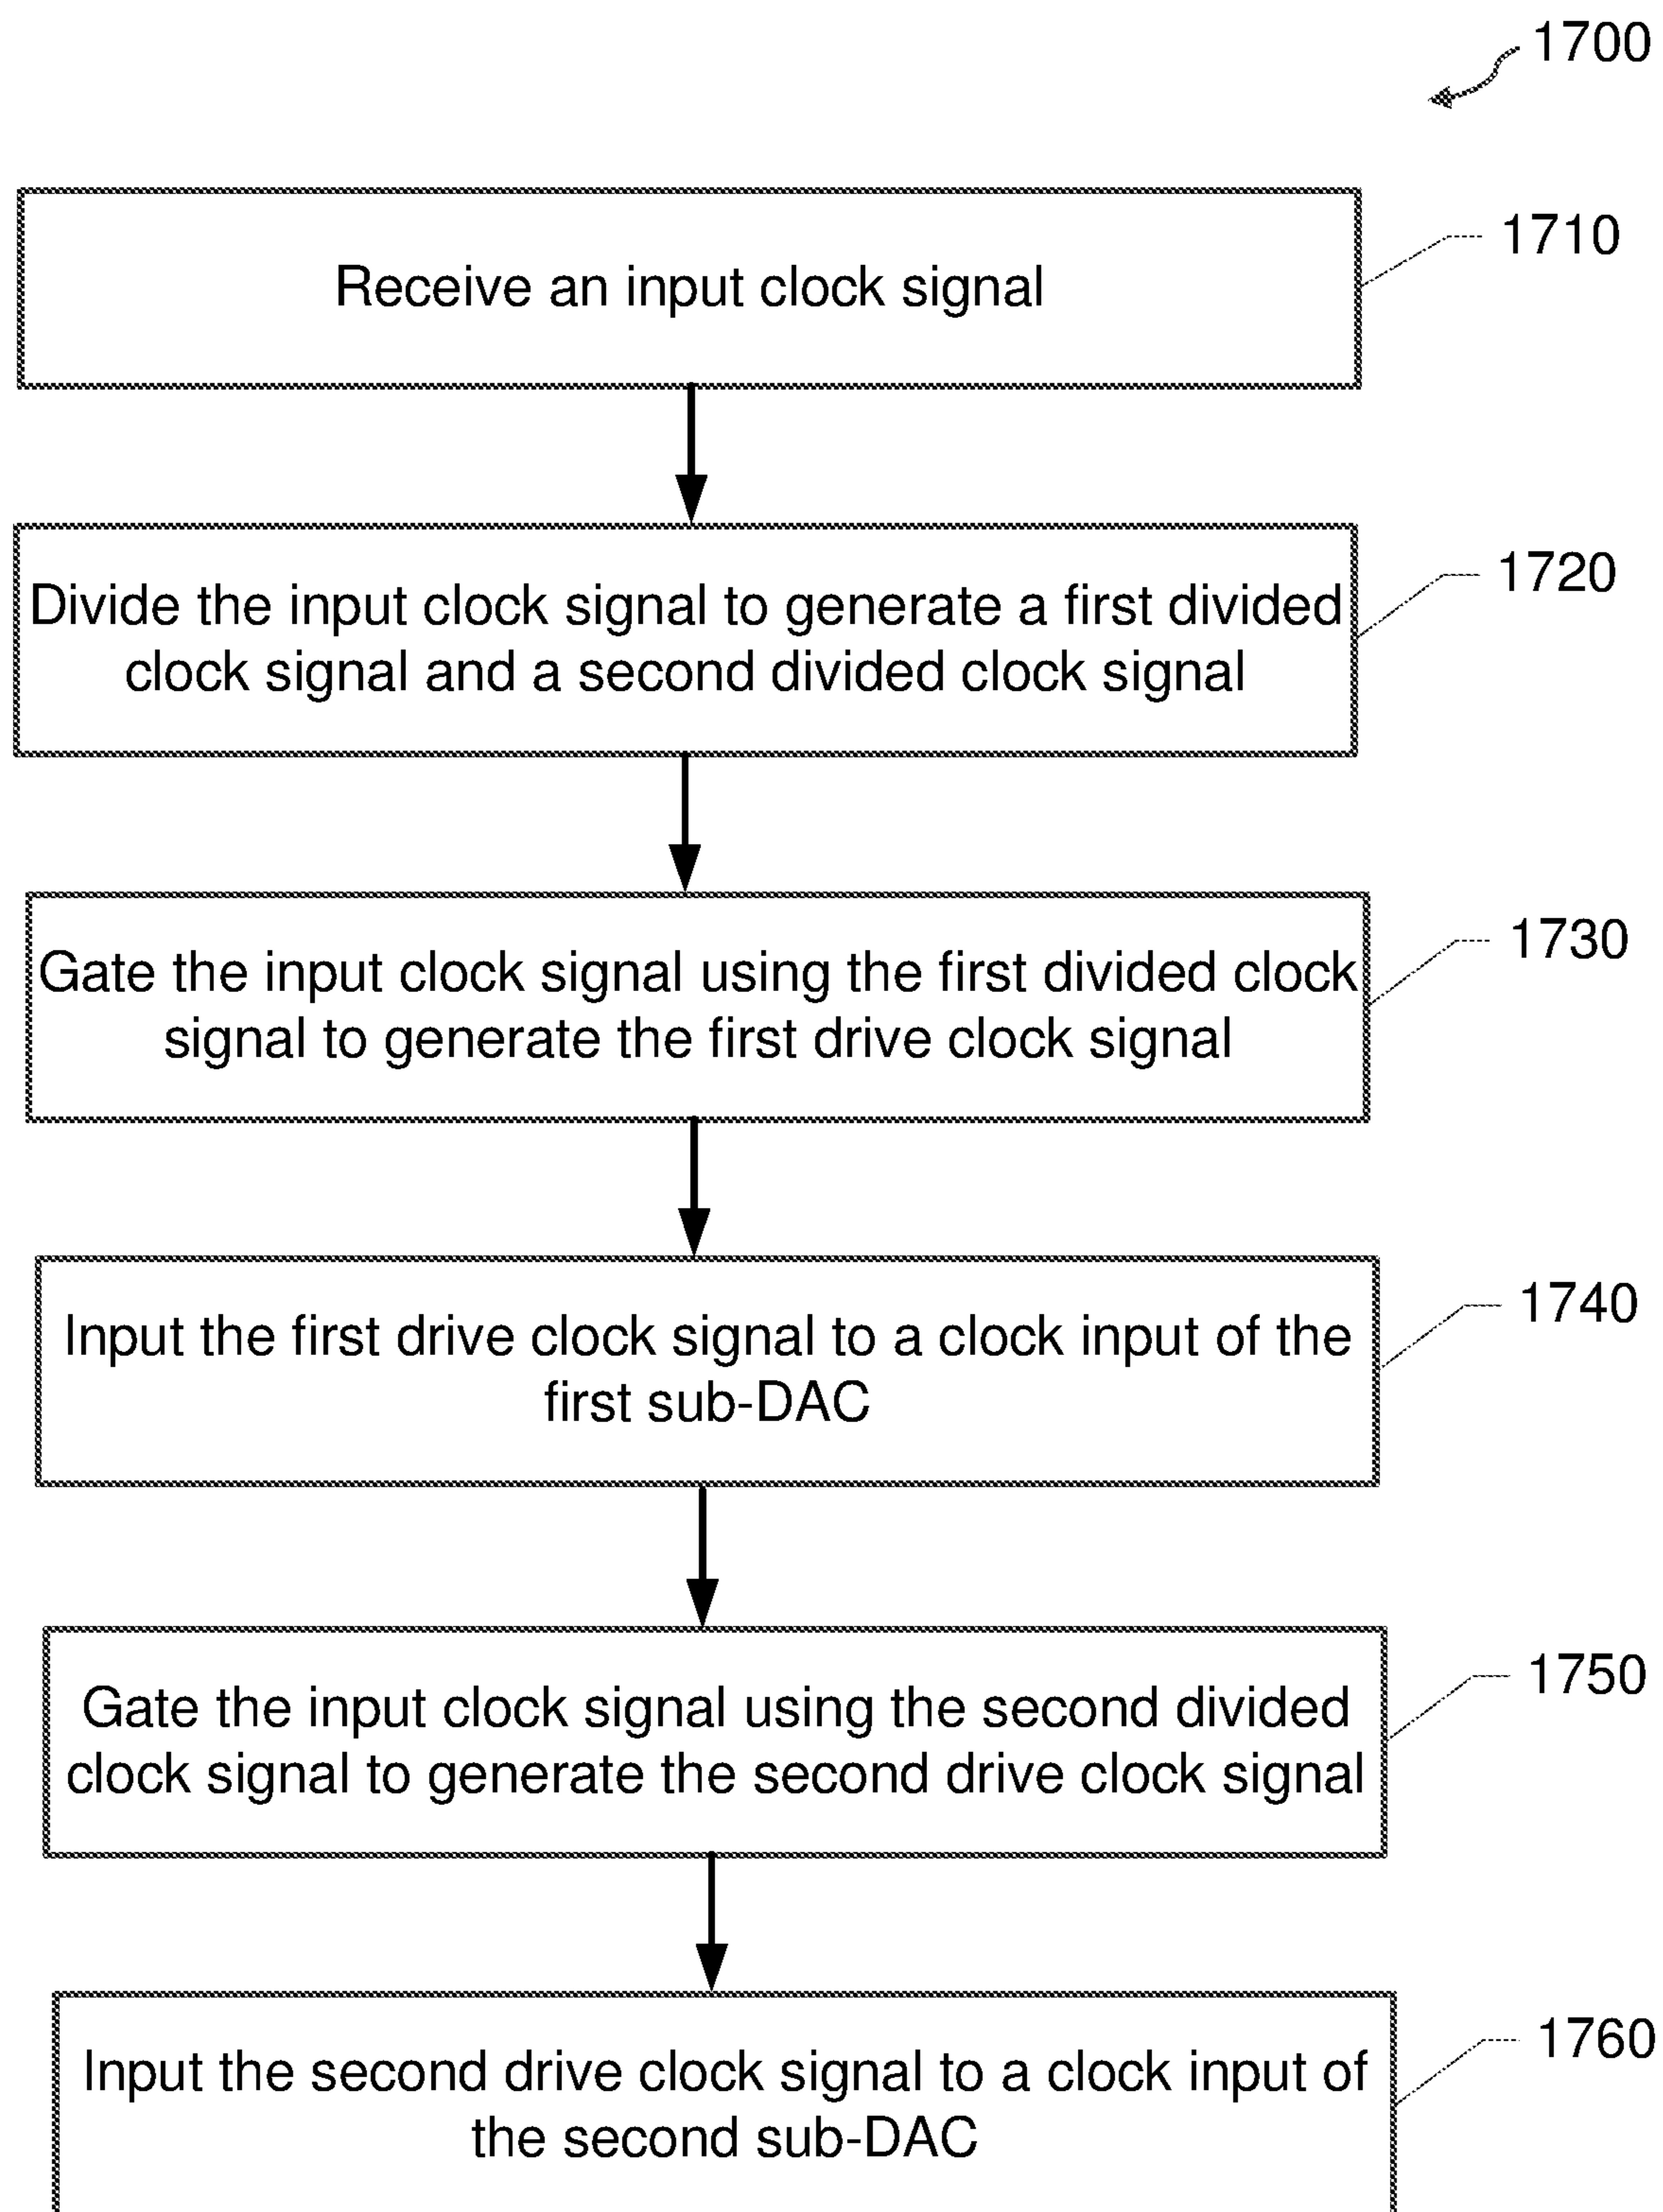 1700
Receive an input clock signal
1710
Divide the input clock signal to generate a first divided
clock signal and a second divided clock signal
1720
Gate the input clock signal using the first divided clock
signal to generate the first drive clock signal
1730
Input the first drive clock signal to a clock input of the
first sub-DAC
1740
Gate the input clock signal using the second divided
clock signal to generate the second drive clock signal
1750
Input the second drive clock signal to a clock input of
the second sub-DAC
1760